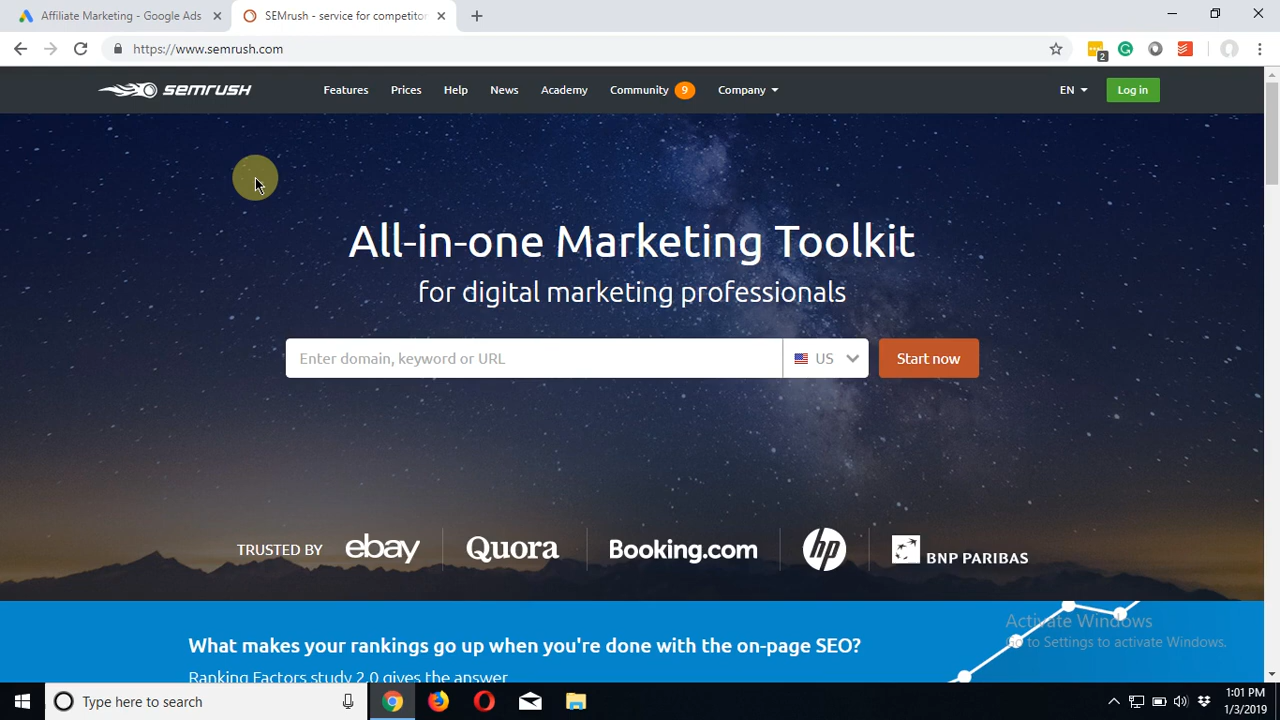 Affiliate Marketing - Google Ads
SEMrush - service for competitor
https://www.semrush.com
2
SEMRUSH
Features Prices Help News Academy Community 9 Company
EN Log in
All-in-one Marketing Toolkit
for digital marketing professionals
Enter domain, keyword or URL US Start now
TRUSTED BY ebay Quora Booking.com hp BNP PARIBAS
Activate Windows
Go to Settings to activate Windows.
What makes your rankings go up when you're done with the on-page SEO?
Ranking Factors study 2.0 gives the answer
Type here to search
1:01 PM
1/3/2019